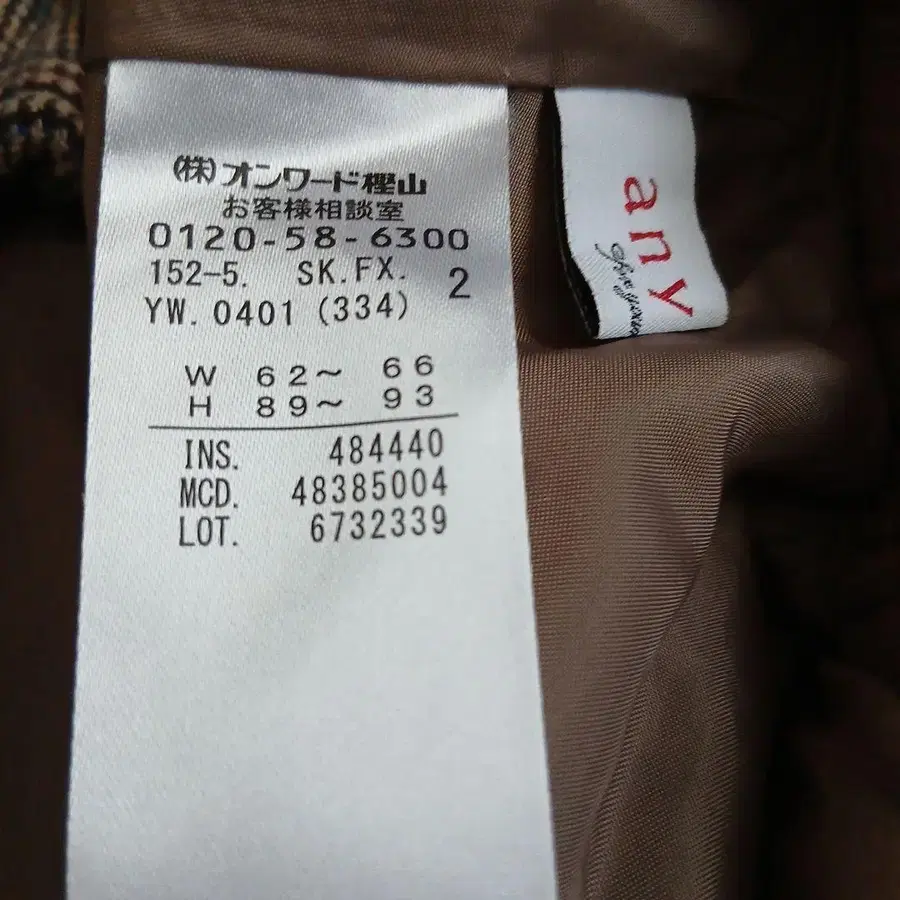 (株)オンワード樫山
お客様相談室
0120-58-6300
152-5. SK.FX. 2
YW.0401(334)
W 62~ 66
H 89~ 93
INS. 484440
MCD. 48385004
LOT. 6732339
any